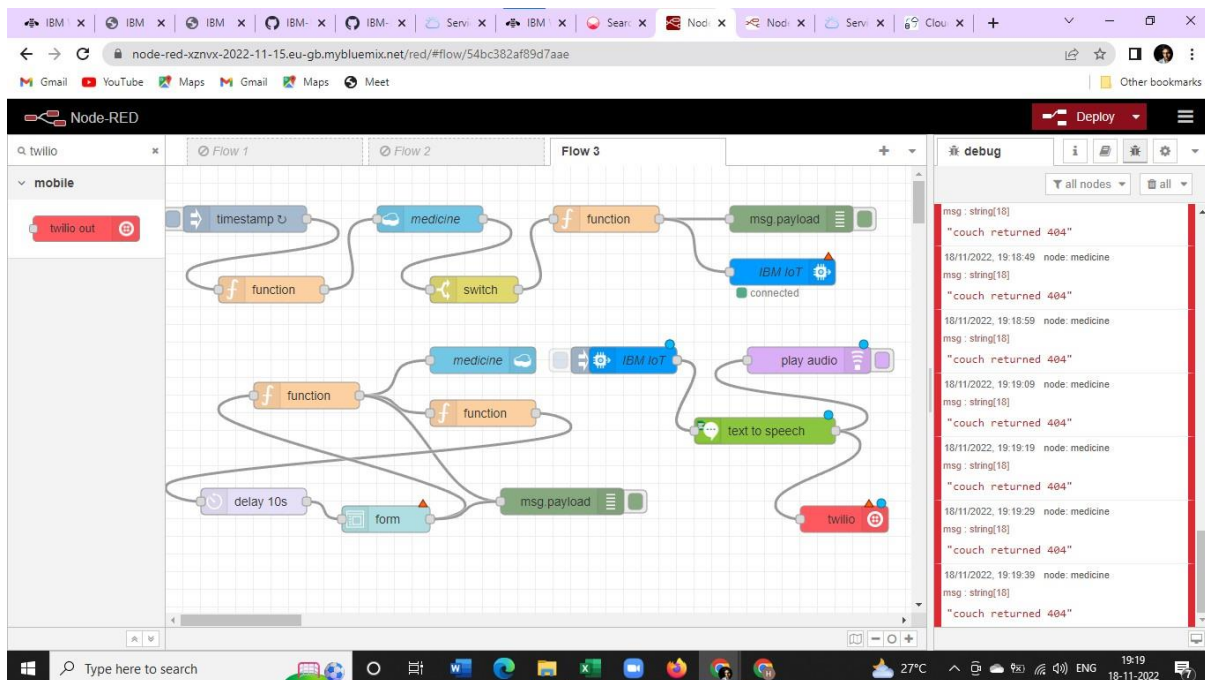 IBM
IBM
IBM
IBM-
IBM-
Servi
IBM
Searc
Node
Node
Servi
Clou
node-red-xznvx-2022-11-15.eu-gb.mybluemix.net/red/#flow/54bc382af89d7aae
Gmail YouTube Maps Gmail Maps Meet Other bookmarks
Node-RED Deploy
twilio Flow 1 Flow 2 Flow 3 debug
all nodes all
mobile
twilio out
timestamp ↻ medicine function msg.payload
function switch IBM IoT
connected
medicine IBM IoT play audio
function
function text to speech
delay 10s msg.payload
form twilio
msg : string[18]
"couch returned 404"
18/11/2022, 19:18:49 node: medicine
msg : string[18]
"couch returned 404"
18/11/2022, 19:18:59 node: medicine
msg : string[18]
"couch returned 404"
18/11/2022, 19:19:09 node: medicine
msg : string[18]
"couch returned 404"
18/11/2022, 19:19:19 node: medicine
msg : string[18]
"couch returned 404"
18/11/2022, 19:19:29 node: medicine
msg : string[18]
"couch returned 404"
18/11/2022, 19:19:39 node: medicine
msg : string[18]
"couch returned 404"
Type here to search 27°C ENG 19:19
18-11-2022